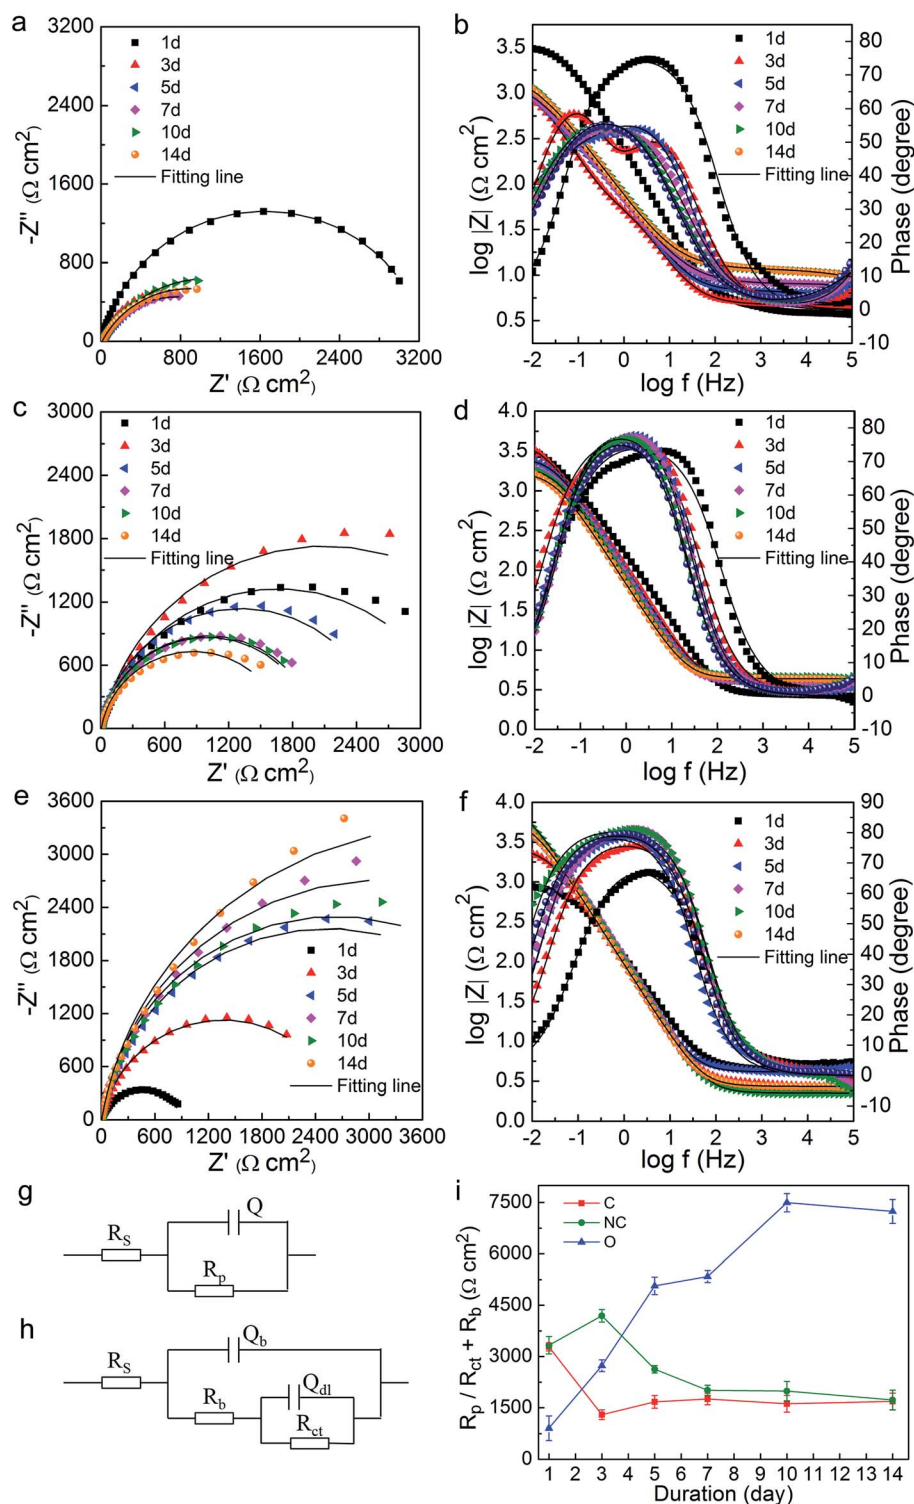 a
3200
2800
2400
1800
1200
800
400
0
-Z'' (Ω cm²)
1d
3d
5d
7d
10d
14d
Fitting line
0 800 1600 2400 3200
Z' (Ω cm²)
b
3.5
3.0
2.5
2.0
1.5
1.0
0.5
log |Z| (Ω cm²)
1d
3d
5d
7d
10d
14d
Fitting line
80
70
60
50
40
30
20
10
0
-10
Phase (degree)
-2 -1 0 1 2 3 4 5
log f (Hz)
c
3000
2400
1800
1200
600
0
-Z'' (Ω cm²)
1d
3d
5d
7d
10d
14d
Fitting line
0 600 1200 1800 2400 3000
Z' (Ω cm²)
d
4.0
3.5
3.0
2.5
2.0
1.5
1.0
0.5
0.0
log |Z| (Ω cm²)
1d
3d
5d
7d
10d
14d
Fitting line
80
70
60
50
40
30
20
10
0
-10
Phase (degree)
-2 -1 0 1 2 3 4 5
log f (Hz)
e
3600
3000
2400
1800
1200
600
0
-Z'' (Ω cm²)
1d
3d
5d
7d
10d
14d
Fitting line
0 600 1200 1800 2400 3000 3600
Z' (Ω cm²)
f
4.0
3.5
3.0
2.5
2.0
1.5
1.0
0.5
0.0
log |Z| (Ω cm²)
1d
3d
5d
7d
10d
14d
Fitting line
90
80
70
60
50
40
30
20
10
0
-10
Phase (degree)
-2 -1 0 1 2 3 4 5
log f (Hz)
g
R_S
Q
R_p
h
R_S
Q_b
R_b
Q_dl
R_ct
i
7500
6000
4500
3000
1500
0
R_p / R_ct + R_b (Ω cm²)
C
NC
O
1 2 3 4 5 6 7 8 9 10 11 12 13 14
Duration (day)